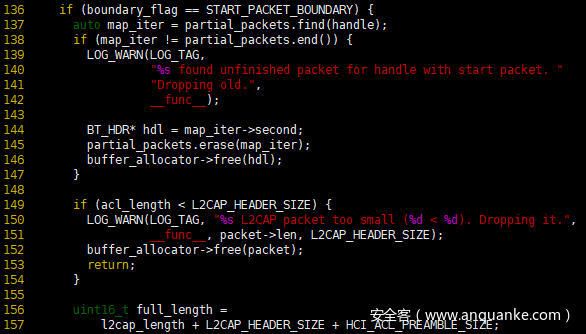 136     if (boundary_flag == START_PACKET_BOUNDARY) {
137       auto map_iter = partial_packets.find(handle);
138       if (map_iter != partial_packets.end()) {
139         LOG_WARN(LOG_TAG,
140                  "%s found unfinished packet for handle with start packet. "
141                  "Dropping old.",
142                  __func__);
143
144         BT_HDR* hdl = map_iter->second;
145         partial_packets.erase(map_iter);
146         buffer_allocator->free(hdl);
147       }
148
149       if (acl_length < L2CAP_HEADER_SIZE) {
150         LOG_WARN(LOG_TAG, "%s L2CAP packet too small (%d < %d). Dropping it.",
151                  __func__, packet->len, L2CAP_HEADER_SIZE);
152         buffer_allocator->free(packet);
153         return;
154       }
155
156       uint16_t full_length =
157           l2cap_length + L2CAP_HEADER_SIZE + HCI_ACL_PREAMBLE_SIZE;
安全客 (www.anquanke.com)